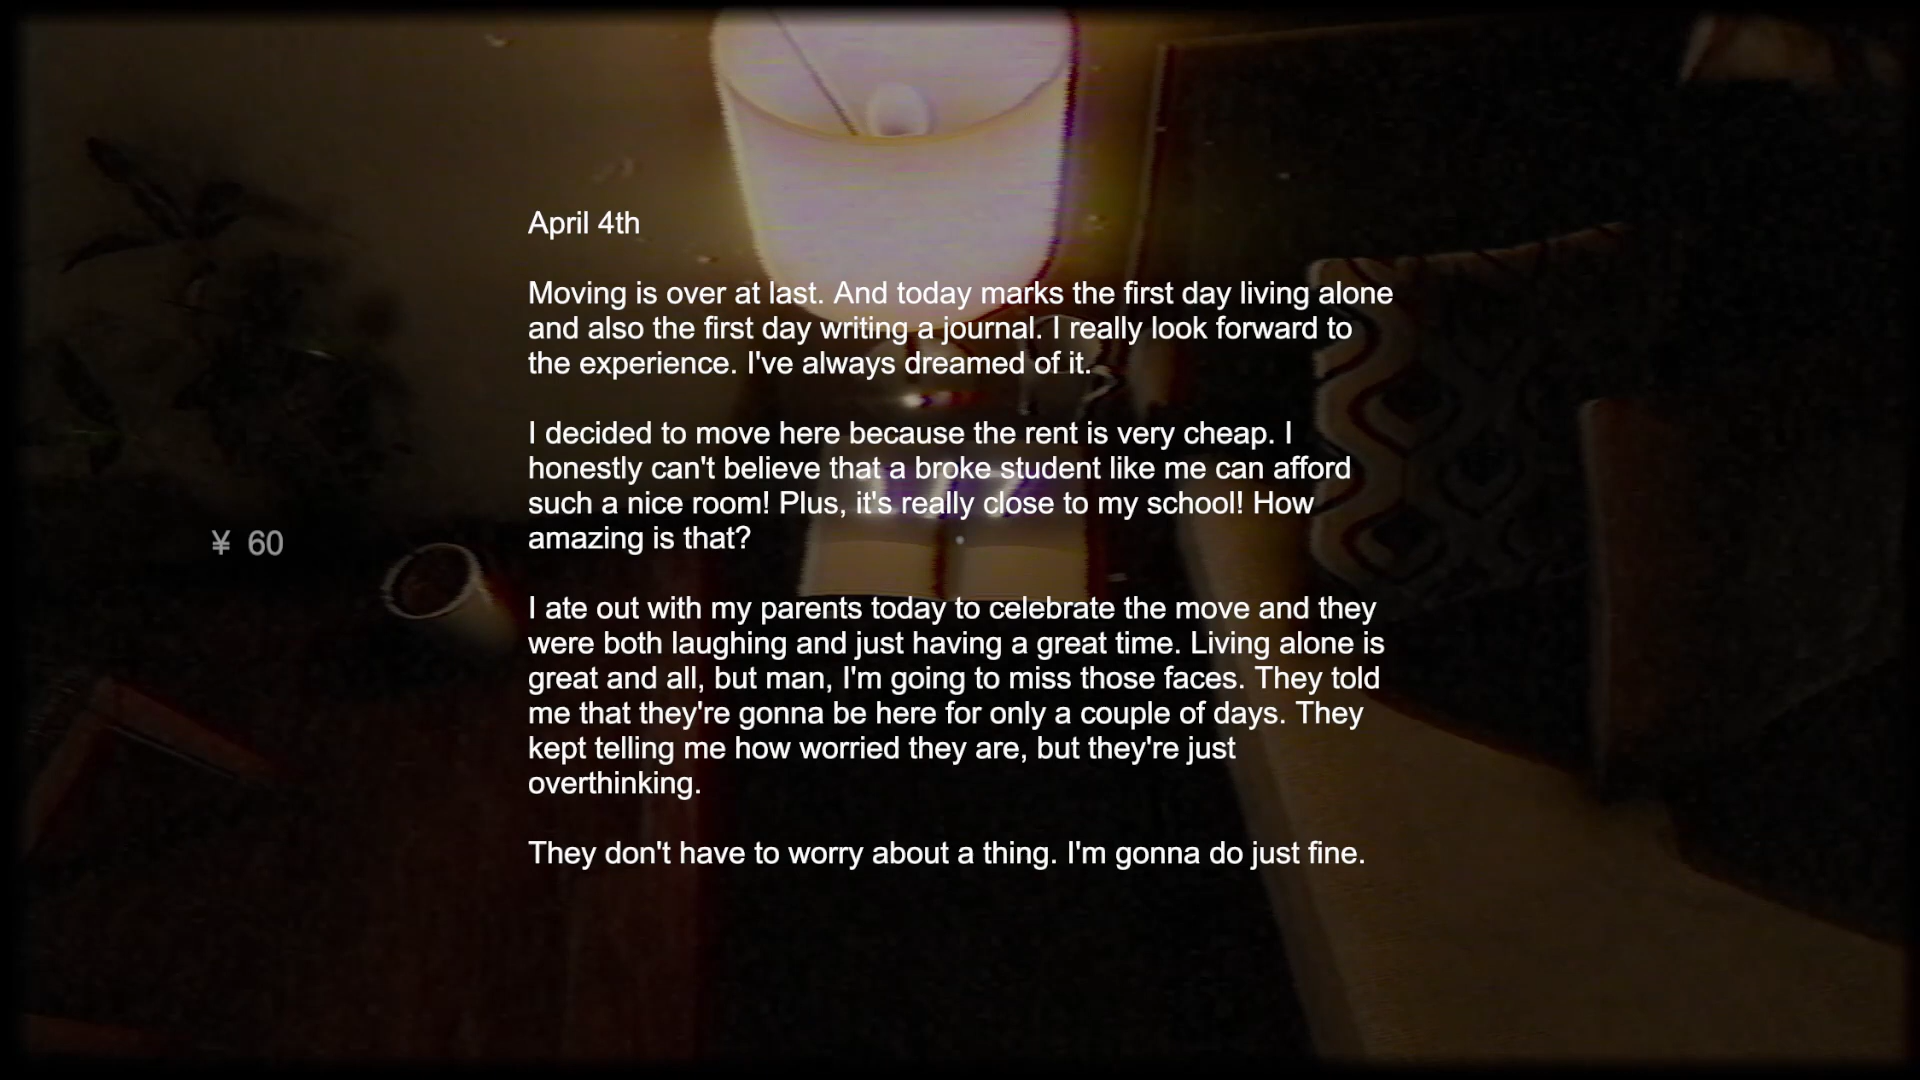 April 4th
Moving is over at last. And today marks the first day living alone
and also the first day writing a journal. I really look forward to
the experience. I've always dreamed of it.
I decided to move here because the rent is very cheap. I
honestly can't believe that a broke student like me can afford
such a nice room! Plus, it's really close to my school! How
amazing is that?
¥ 60
I ate out with my parents today to celebrate the move and they
were both laughing and just having a great time. Living alone is
great and all, but man, I'm going to miss those faces. They told
me that they're gonna be here for only a couple of days. They
kept telling me how worried they are, but they're just
overthinking.
They don't have to worry about a thing. I'm gonna do just fine.